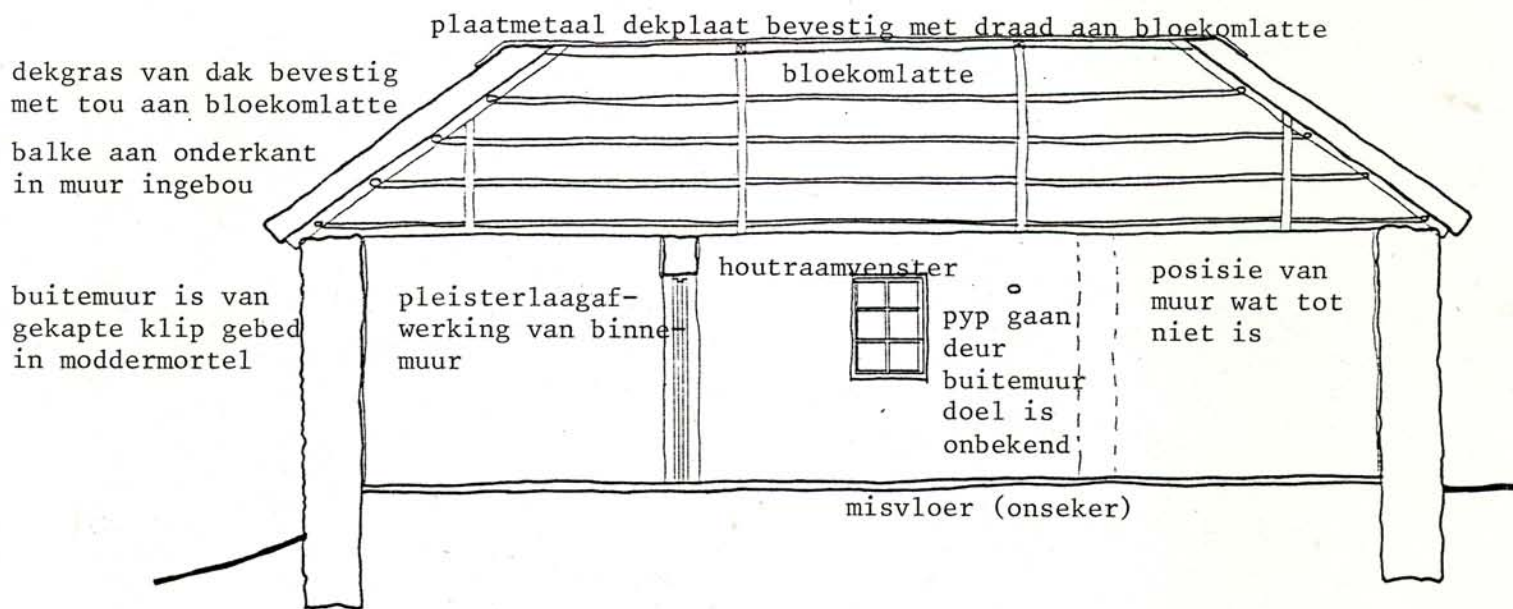 plaatmetaal dekplaat bevestig met draad aan bloekomlatte
dekgras van dak bevestig
met tou aan bloekomlatte
bloekomlatte
balke aan onderkant
in muur ingebou
buitemuur is van
gekapte klip gebed
in moddermortel
pleisterlaagaf-
werking van binne-
muur
houtraamvenster
pyp gaan
deur
buitemuur
doel is
onbekend
posisie van
muur wat tot
niet is
misvloer (onseker)